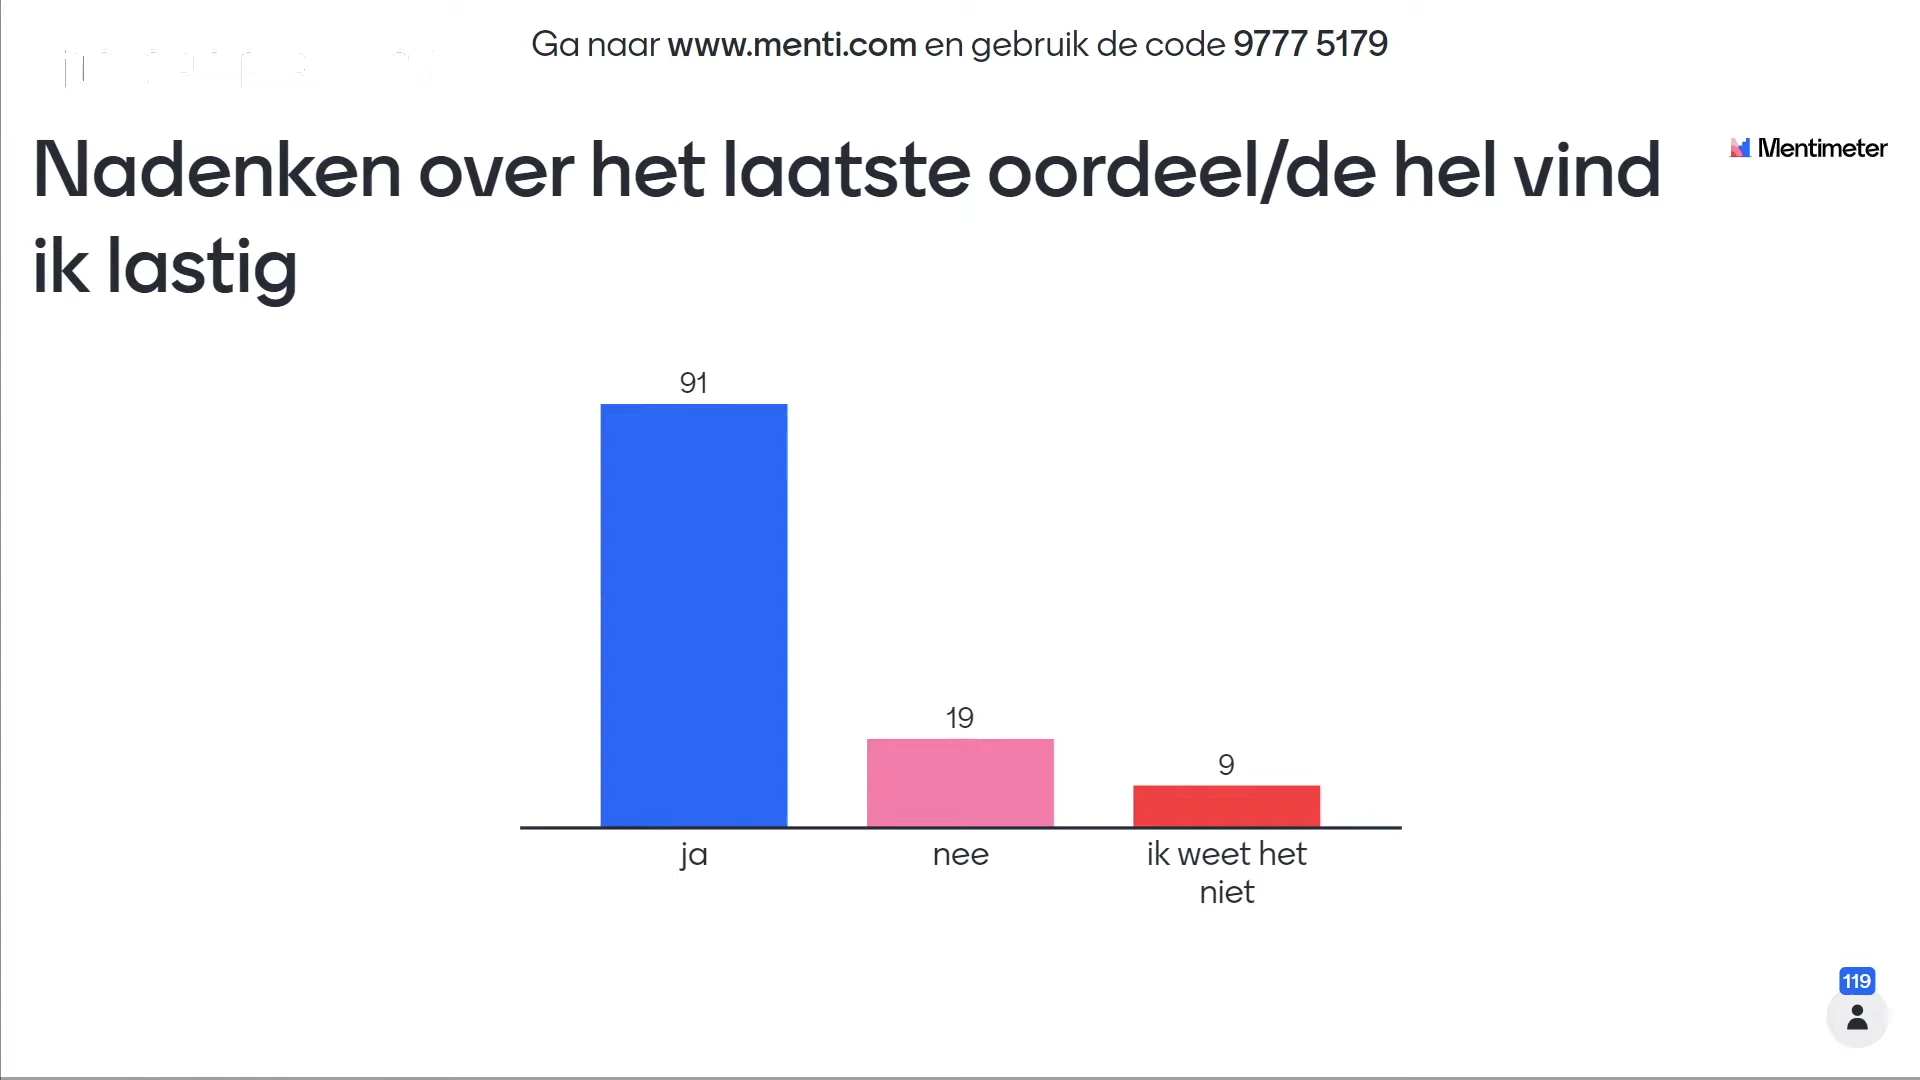 Ga naar www.menti.com en gebruik de code 9777 5179
Nadenken over het laatste oordeel/de hel vind
ik lastig
Mentimeter
91
19
9
ja
nee
ik weet het
niet
119